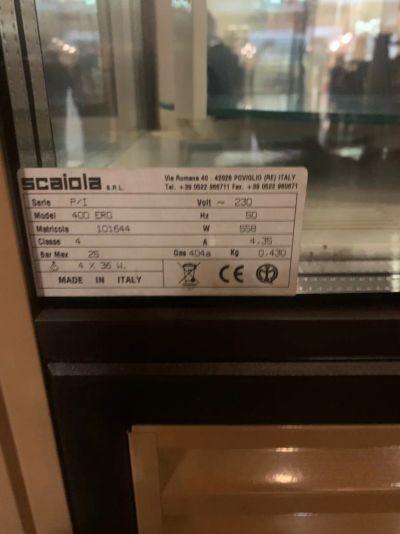 scaiola S.R.L.
Via Romana 40 - 42028 POVIGLIO (RE) ITALY
Tel. +39 0522 966711 Fax. +39 0522 960671
Serie P/I Volt ~ 230
Model 400 ERG Hz 50
Matricola 101644 W 558
Classe 4 A 4.35
Bar Max 25 Gas 404a Kg 0.430
4 X 36 W.
MADE IN ITALY CE